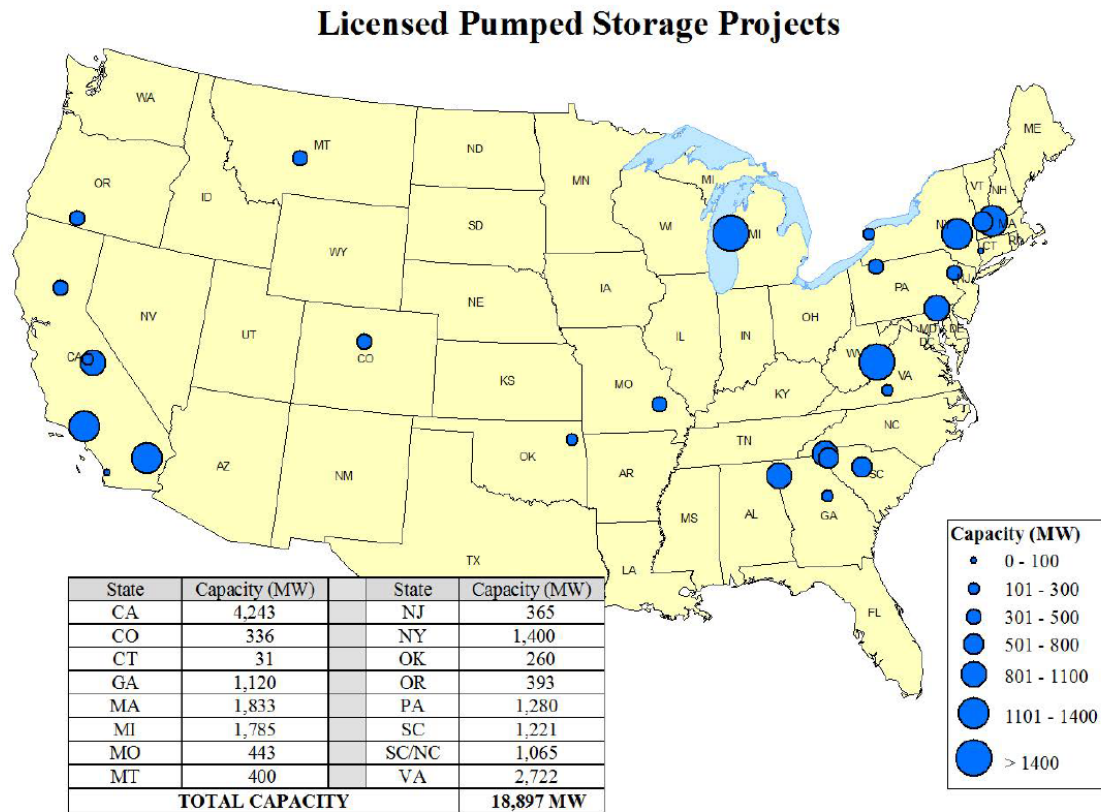 Licensed Pumped Storage Projects
WA
MT
ND
MN
MI
ME
VT
NH
OR
ID
SD
WI
MI
NY
MA
CT
RI
WY
IA
PA
NJ
NE
NV
UT
CO
IL
IN
OH
MD
DE
DC
WV
VA
CA
KS
MO
KY
NC
TN
OK
AR
SC
AZ
NM
MS
AL
GA
TX
LA
FL
State Capacity (MW) State Capacity (MW)
CA 4,243 NJ 365
CO 336 NY 1,400
CT 31 OK 260
GA 1,120 OR 393
MA 1,833 PA 1,280
MI 1,785 SC 1,221
MO 443 SC/NC 1,065
MT 400 VA 2,722
TOTAL CAPACITY 18,897 MW
Capacity (MW)
0 - 100
101 - 300
301 - 500
501 - 800
801 - 1100
1101 - 1400
> 1400